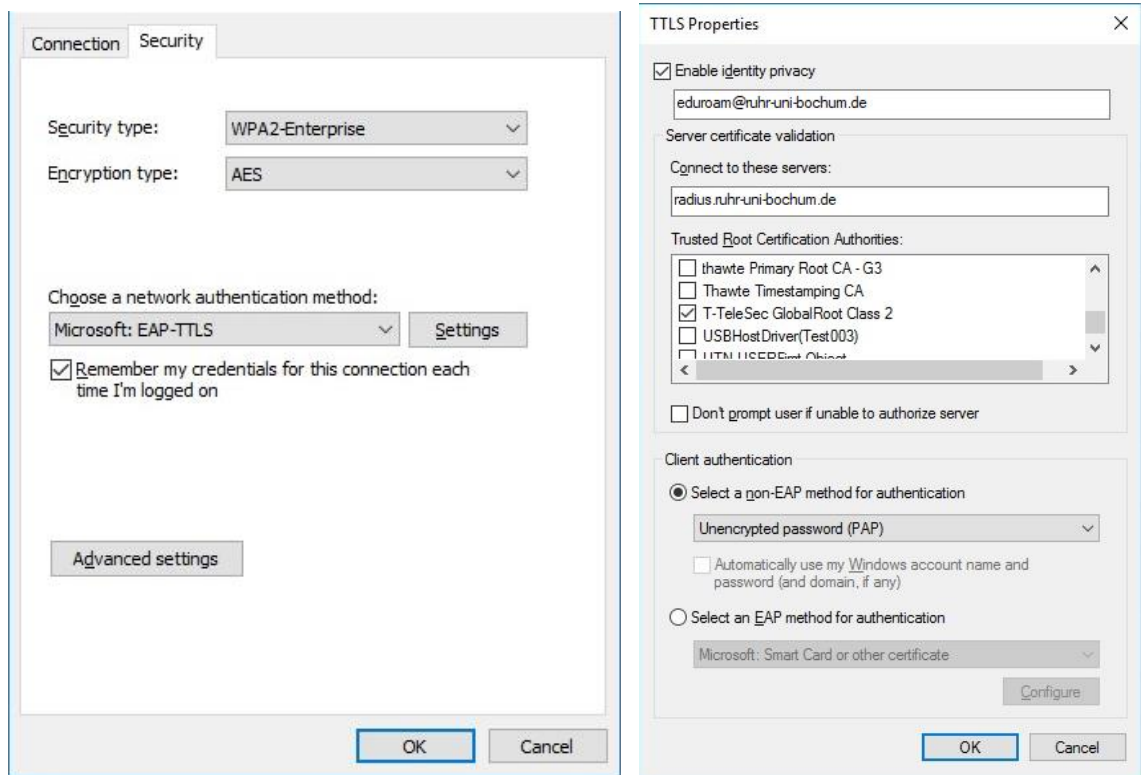 Connection
Security
Security type:
WPA2-Enterprise
Encryption type:
AES
Choose a network authentication method:
Microsoft: EAP-TTLS
Settings
Remember my credentials for this connection each
time I'm logged on
Advanced settings
OK
Cancel
TTLS Properties
Enable identity privacy
eduroam@ruhr-uni-bochum.de
Server certificate validation
Connect to these servers:
radius.ruhr-uni-bochum.de
Trusted Root Certification Authorities:
thawte Primary Root CA - G3
Thawte Timestamping CA
T-TeleSec GlobalRoot Class 2
USBHostDriver(Test003)
UTN-USERFirst-Object
Don't prompt user if unable to authorize server
Client authentication
Select a non-EAP method for authentication
Unencrypted password (PAP)
Automatically use my Windows account name and
password (and domain, if any)
Select an EAP method for authentication
Microsoft: Smart Card or other certificate
Configure
OK
Cancel